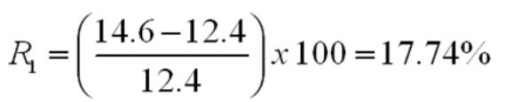 R₁ = ((14.6 − 12.4) / 12.4) x 100 = 17.74%